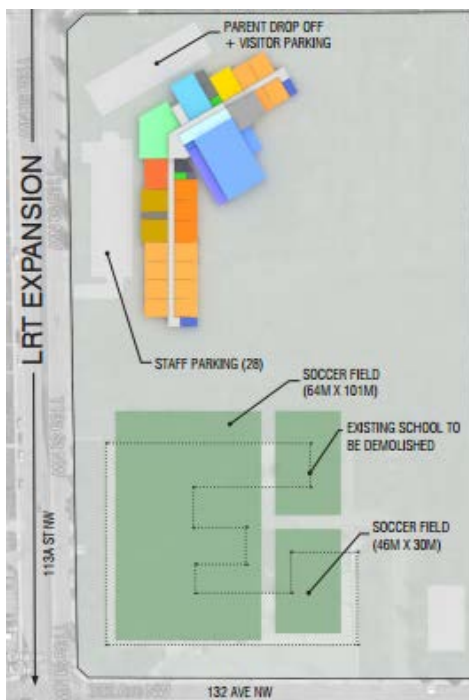 PARENT DROP OFF
+ VISITOR PARKING
LRT EXPANSION
STAFF PARKING (28)
SOCCER FIELD
(64M X 101M)
EXISTING SCHOOL TO
BE DEMOLISHED
SOCCER FIELD
(46M X 30M)
113A ST NW
132 AVE NW